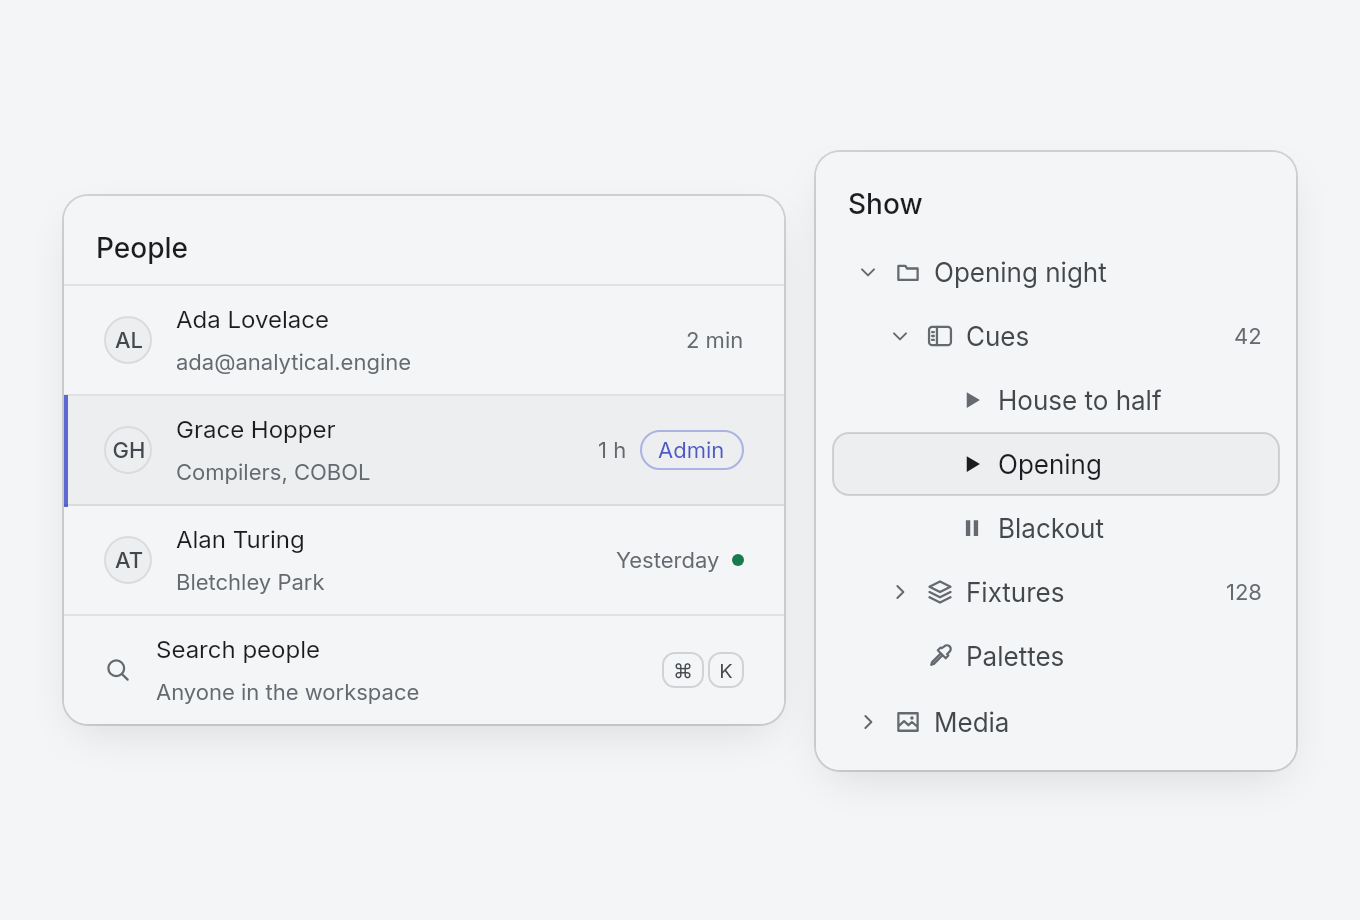 People
AL
Ada Lovelace
ada@analytical.engine
2 min
GH
Grace Hopper
Compilers, COBOL
1 h
Admin
AT
Alan Turing
Bletchley Park
Yesterday
Search people
Anyone in the workspace
⌘ K
Show
Opening night
Cues 42
House to half
Opening
Blackout
Fixtures 128
Palettes
Media